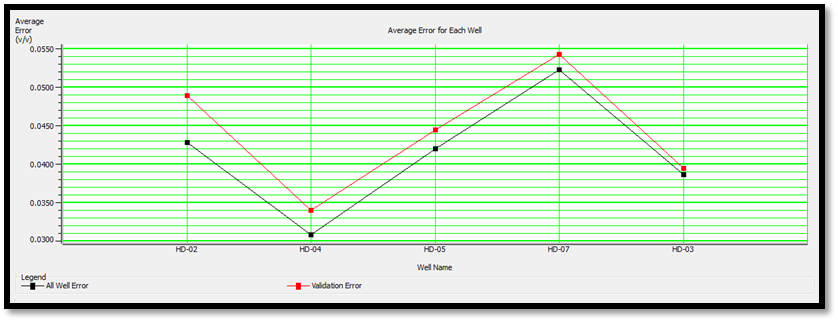 Average
Error
(v/v)
Average Error for Each Well
0.0550
0.0500
0.0450
0.0400
0.0350
0.0300
HD-02 HD-04 HD-05 HD-07 HD-03
Well Name
Legend
All Well Error Validation Error